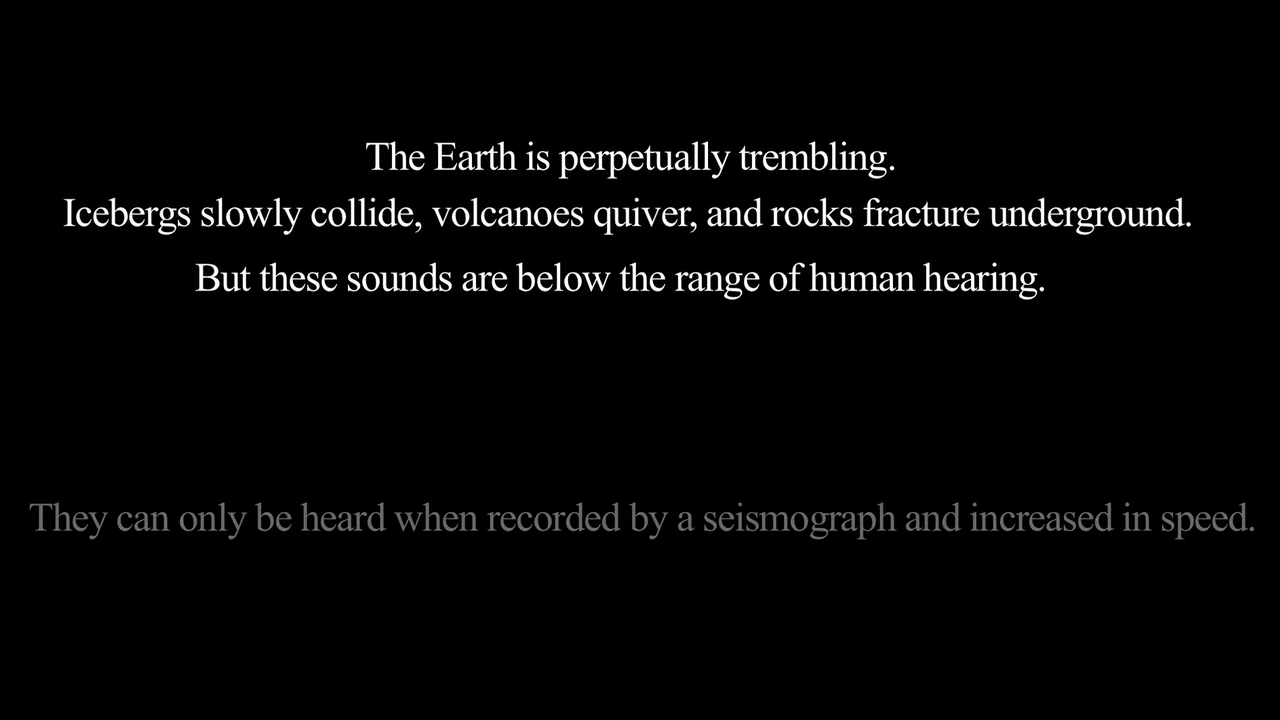 The Earth is perpetually trembling.
Icebergs slowly collide, volcanoes quiver, and rocks fracture underground.
But these sounds are below the range of human hearing.
They can only be heard when recorded by a seismograph and increased in speed.